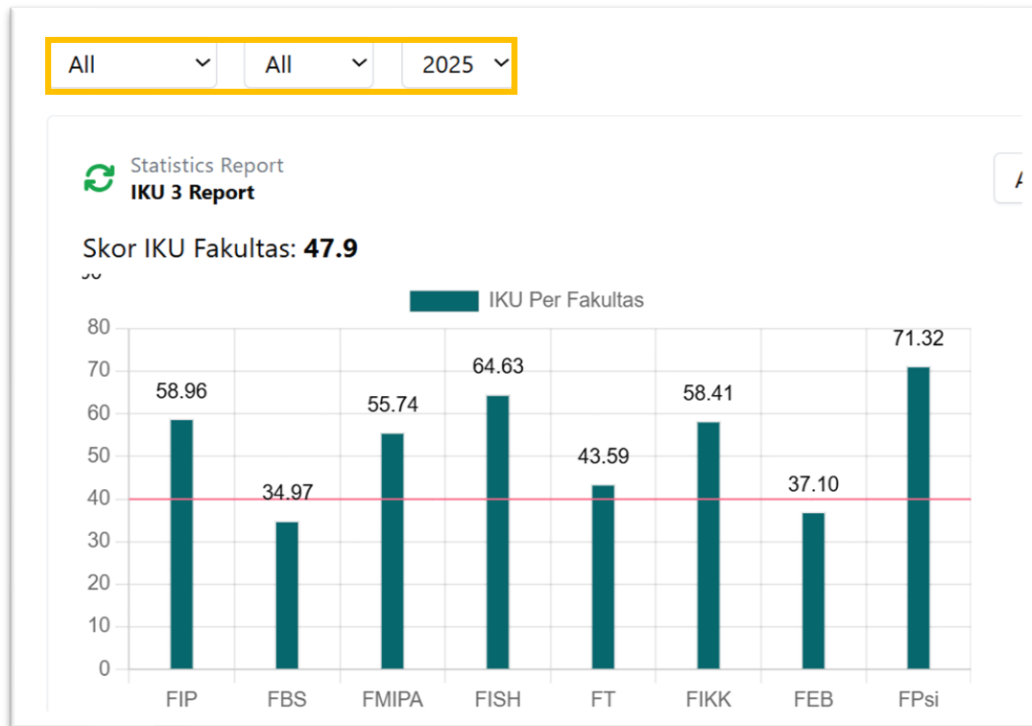 All All 2025
Statistics Report
IKU 3 Report
Skor IKU Fakultas: 47.9
IKU Per Fakultas
80
70
60
50
40
30
20
10
0
58.96
34.97
55.74
64.63
43.59
58.41
37.10
71.32
FIP FBS FMIPA FISH FT FIKK FEB FPsi